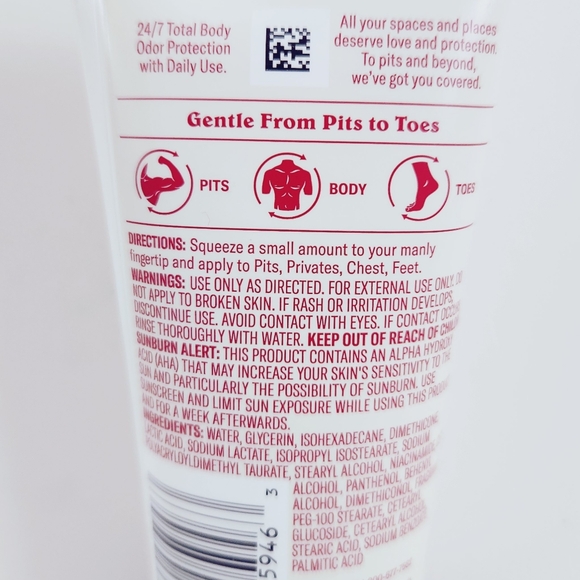 24/7 Total Body
Odor Protection
with Daily Use.
All your spaces and places
deserve love and protection.
To pits and beyond,
we've got you covered.
Gentle From Pits to Toes
PITS
BODY
TOES
DIRECTIONS: Squeeze a small amount to your manly
fingertip and apply to Pits, Privates, Chest, Feet.
WARNINGS: USE ONLY AS DIRECTED. FOR EXTERNAL USE ONLY. DO
NOT APPLY TO BROKEN SKIN. IF RASH OR IRRITATION DEVELOPS,
DISCONTINUE USE. AVOID CONTACT WITH EYES. IF CONTACT
RINSE THOROUGHLY WITH WATER. KEEP OUT OF REACH OF
SUNBURN ALERT: THIS PRODUCT CONTAINS AN ALPHA
ACID (AHA) THAT MAY INCREASE YOUR SKIN'S SENSITIVITY TO THE
SUN AND PARTICULARLY THE POSSIBILITY OF SUNBURN. USE
SUNSCREEN AND LIMIT SUN EXPOSURE WHILE USING THIS
AND FOR A WEEK AFTERWARDS.
INGREDIENTS: WATER, GLYCERIN, ISOHEXADECANE, DIMETHICONE,
LACTIC ACID, SODIUM LACTATE, ISOPROPYL ISOSTEARATE, SODIUM
POLYACRYLOYLDIMETHYL TAURATE, STEARYL ALCOHOL,
ALCOHOL, PANTHENOL,
ALCOHOL, DIMETHICONOL,
PEG-100 STEARATE, CETEARYL
GLUCOSIDE, CETEARYL ALCOHOL,
STEARIC ACID, SODIUM
PALMITIC ACID
5946 3